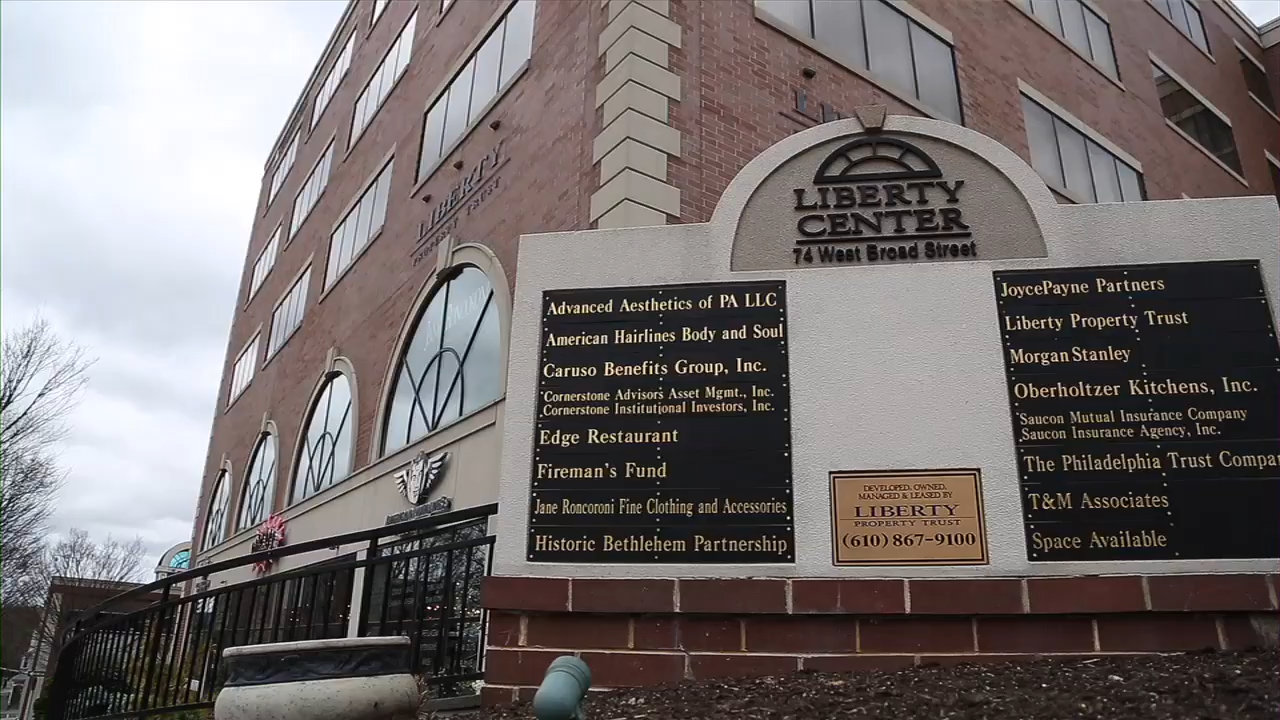 LIBERTY
PROPERTY TRUST
LIBERTY
CENTER
74 West Broad Street
Advanced Aesthetics of PA LLC
American Hairlines Body and Soul
Caruso Benefits Group, Inc.
Cornerstone Advisors Asset Mgmt., Inc.
Cornerstone Institutional Investors, Inc.
Edge Restaurant
Fireman's Fund
Jane Roncoroni Fine Clothing and Accessories
Historic Bethlehem Partnership
DEVELOPED, OWNED,
MANAGED & LEASED BY
LIBERTY
PROPERTY TRUST
(610) 867-9100
JoycePayne Partners
Liberty Property Trust
Morgan Stanley
Oberholtzer Kitchens, Inc.
Saucon Mutual Insurance Company
Saucon Insurance Agency, Inc.
The Philadelphia Trust Compan
T&M Associates
Space Available